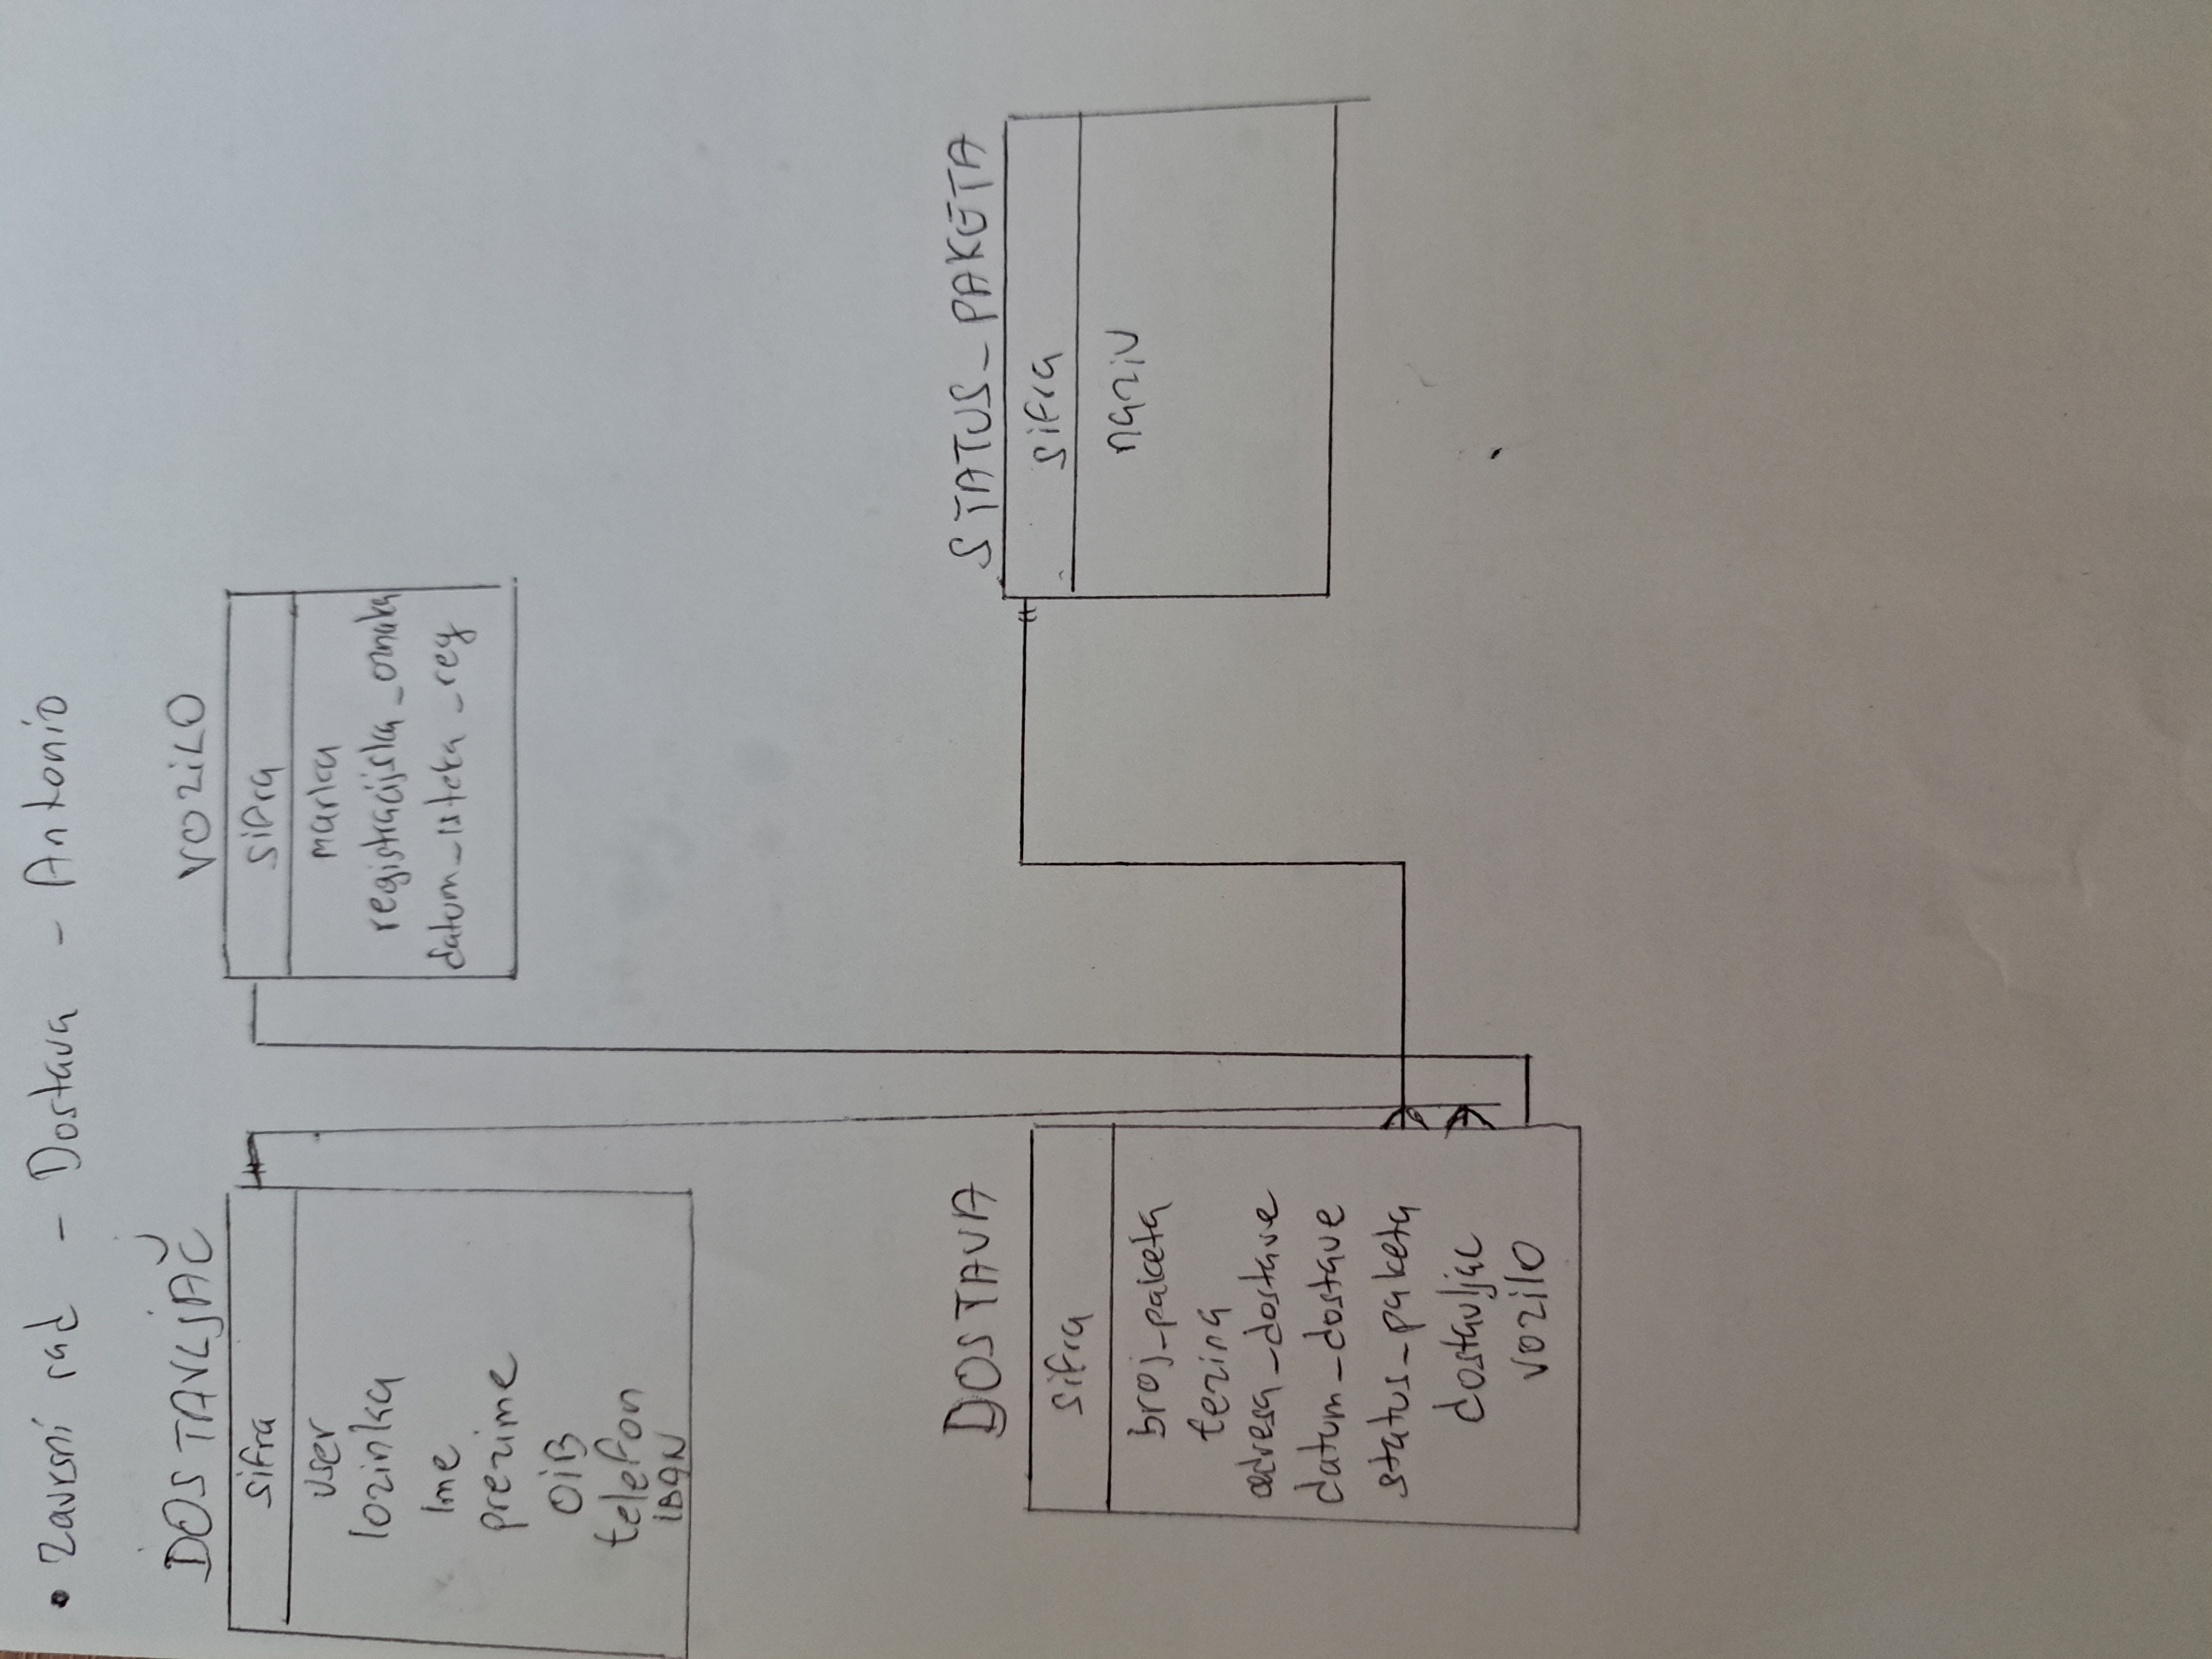 • Zavrsni rad - Dostava - Antonio
DOSTAVLJAČ
sifra
user
lozinka
Ime
prezime
OiB
telefon
IBAN
VOZiLO
sifra
marka
registracijska_oznaka
datum_isteka_reg
DOSTAVA
sifra
broj_paketa
tezina
adresa_dostave
datum_dostave
status_paketa
dostavljac
vozilo
STATUS_PAKETA
sifra
naziv